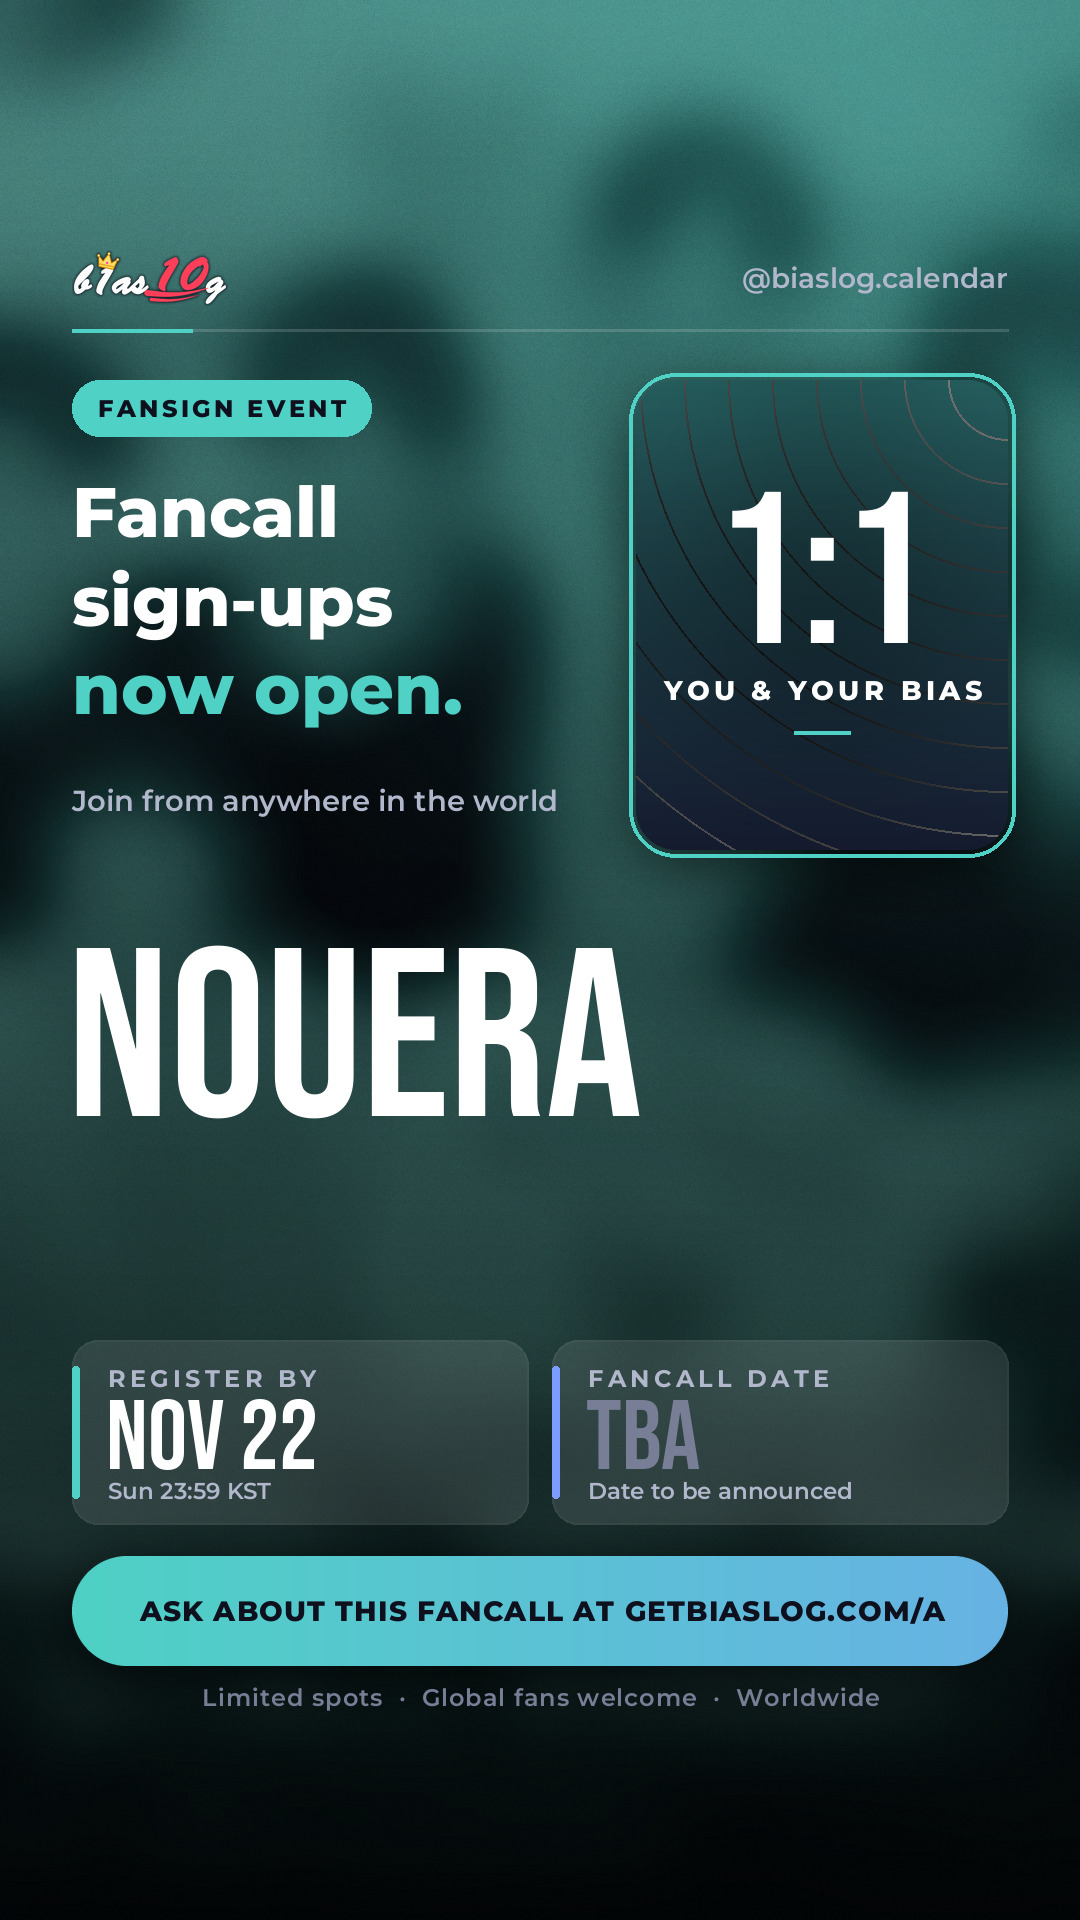 b1as10g
@biaslog.calendar
FANSIGN EVENT
Fancall
sign-ups
now open.
Join from anywhere in the world
1:1
YOU & YOUR BIAS
NOUERA
REGISTER BY
NOV 22
Sun 23:59 KST
FANCALL DATE
TBA
Date to be announced
ASK ABOUT THIS FANCALL AT GETBIASLOG.COM/A
Limited spots · Global fans welcome · Worldwide